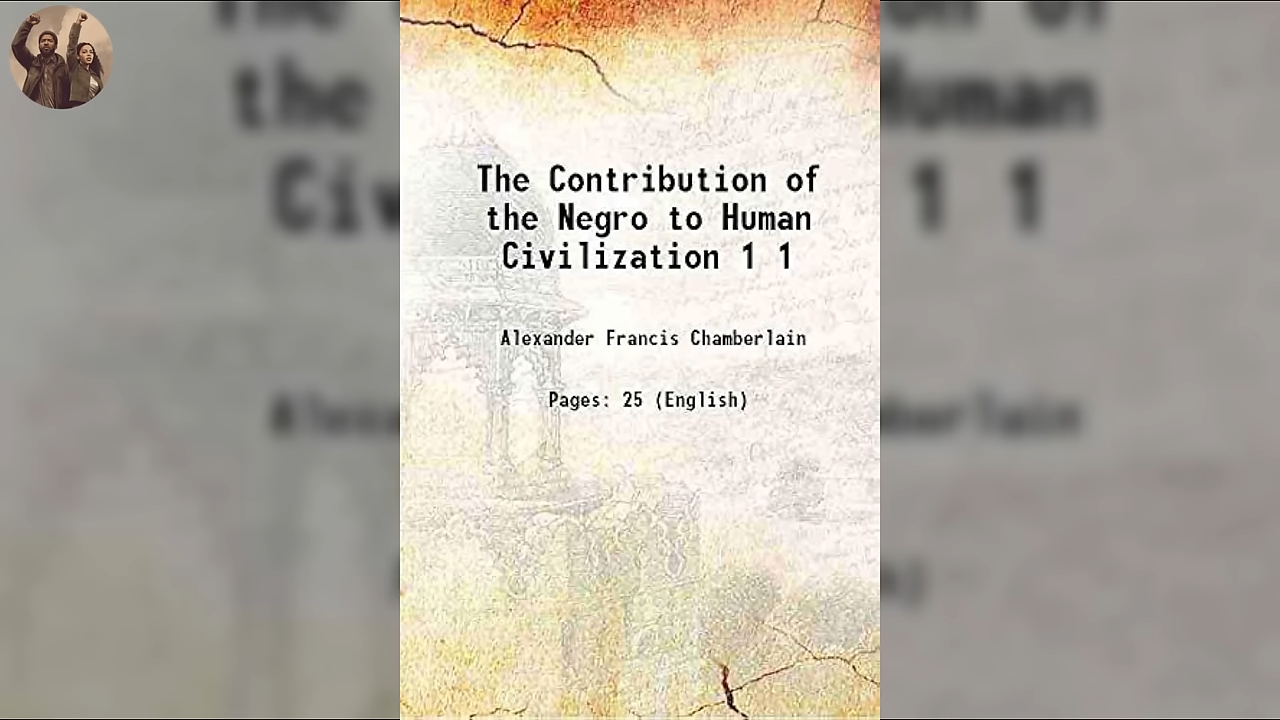 The Contribution of
the Negro to Human
Civilization 1 1
Alexander Francis Chamberlain
Pages: 25 (English)